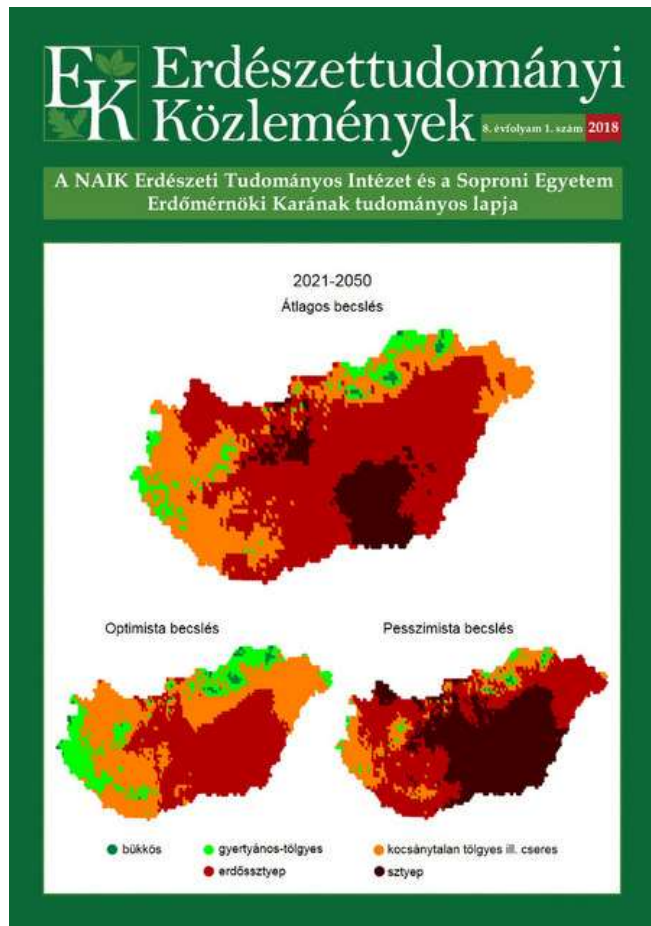 EK
Erdészettudományi
Közlemények
8. évfolyam 1. szám 2018
A NAIK Erdészeti Tudományos Intézet és a Soproni Egyetem
Erdőmérnöki Karának tudományos lapja
2021-2050
Átlagos becslés
Optimista becslés
Pesszimista becslés
bükkös
gyertyános-tölgyes
kocsánytalan tölgyes ill. cseres
erdőssztyep
sztyep